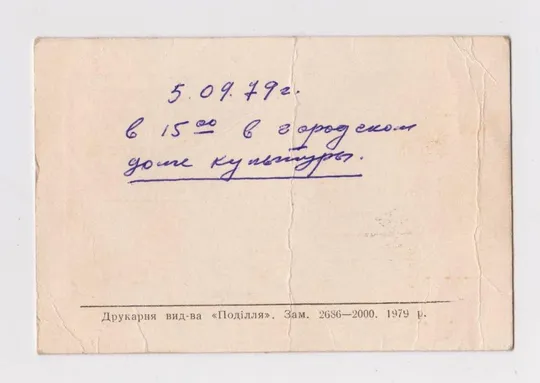 5.09.79г.
в 15⁰⁰ в городском
доме культуры.
Друкарня вид-ва «Поділля». Зам. 2686—2000. 1979 р.